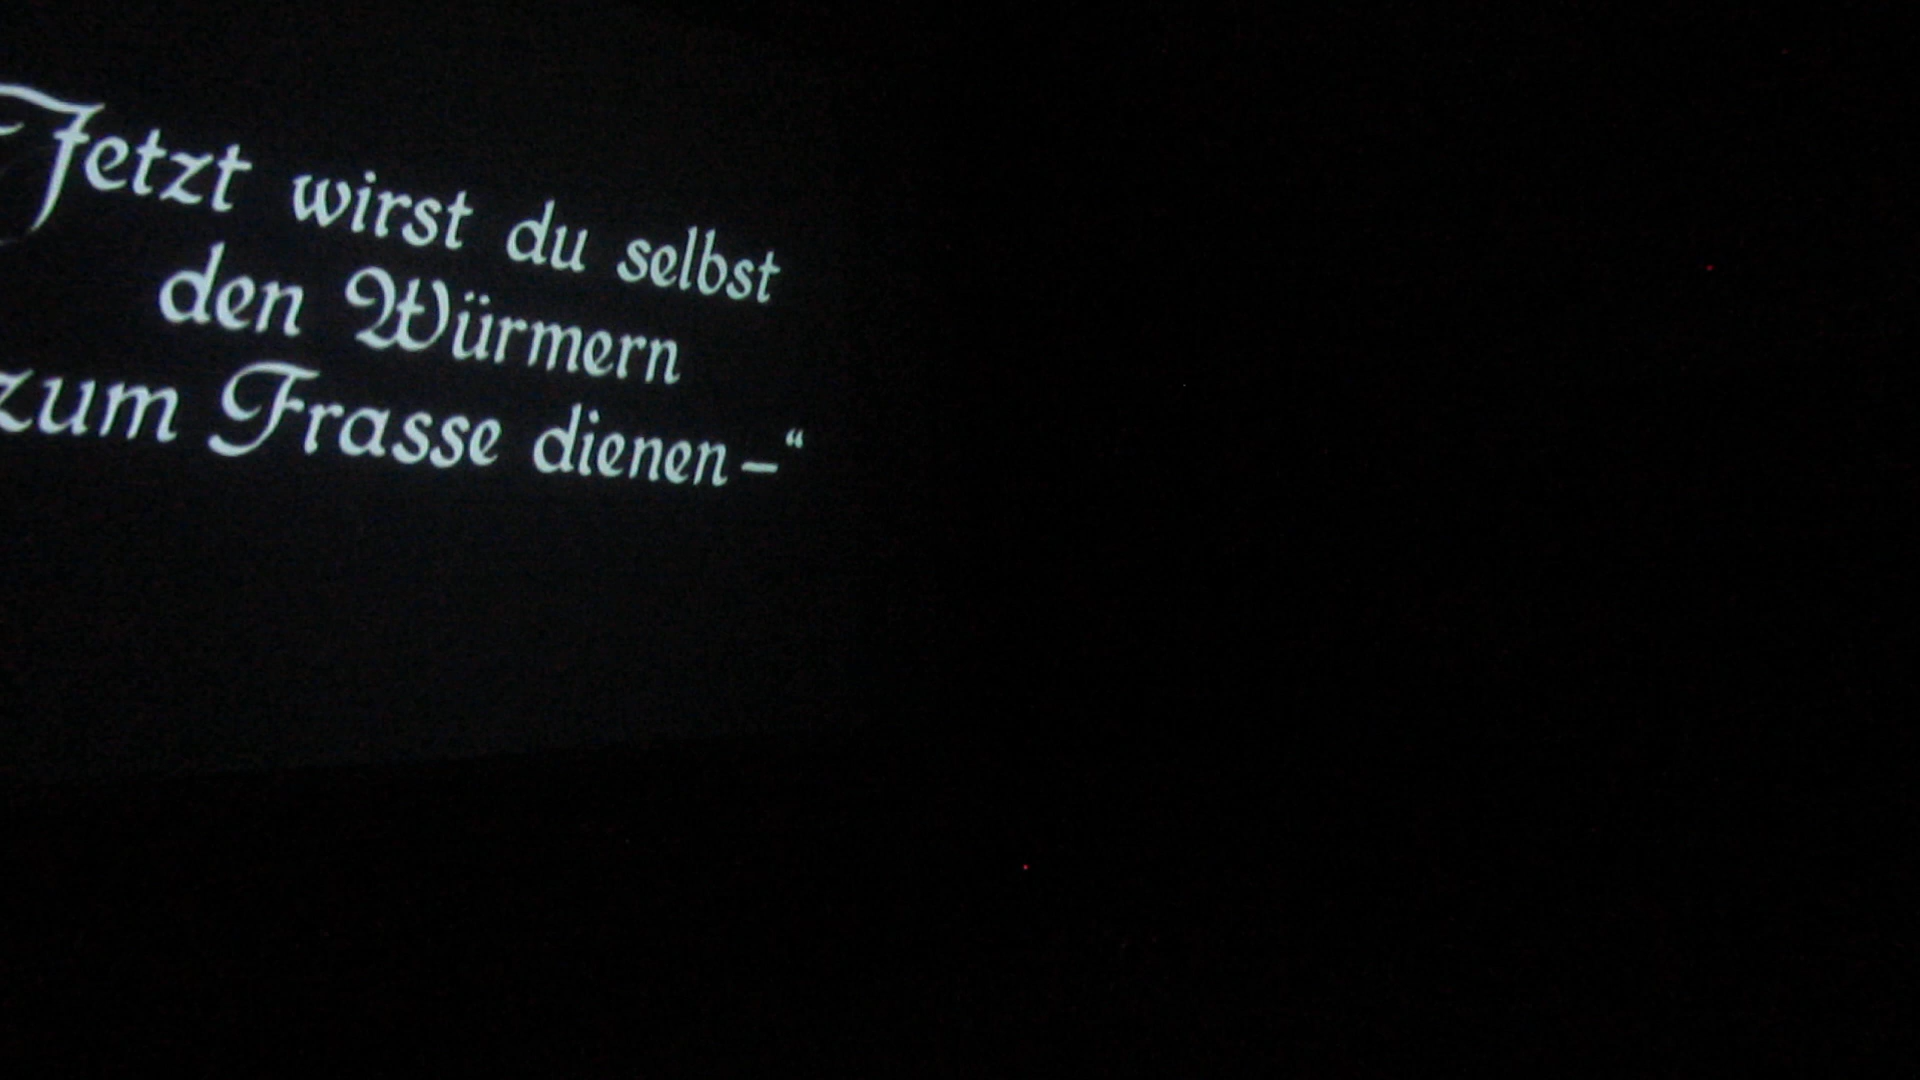 Jetzt wirst du selbst
den Würmern
zum Frasse dienen–“